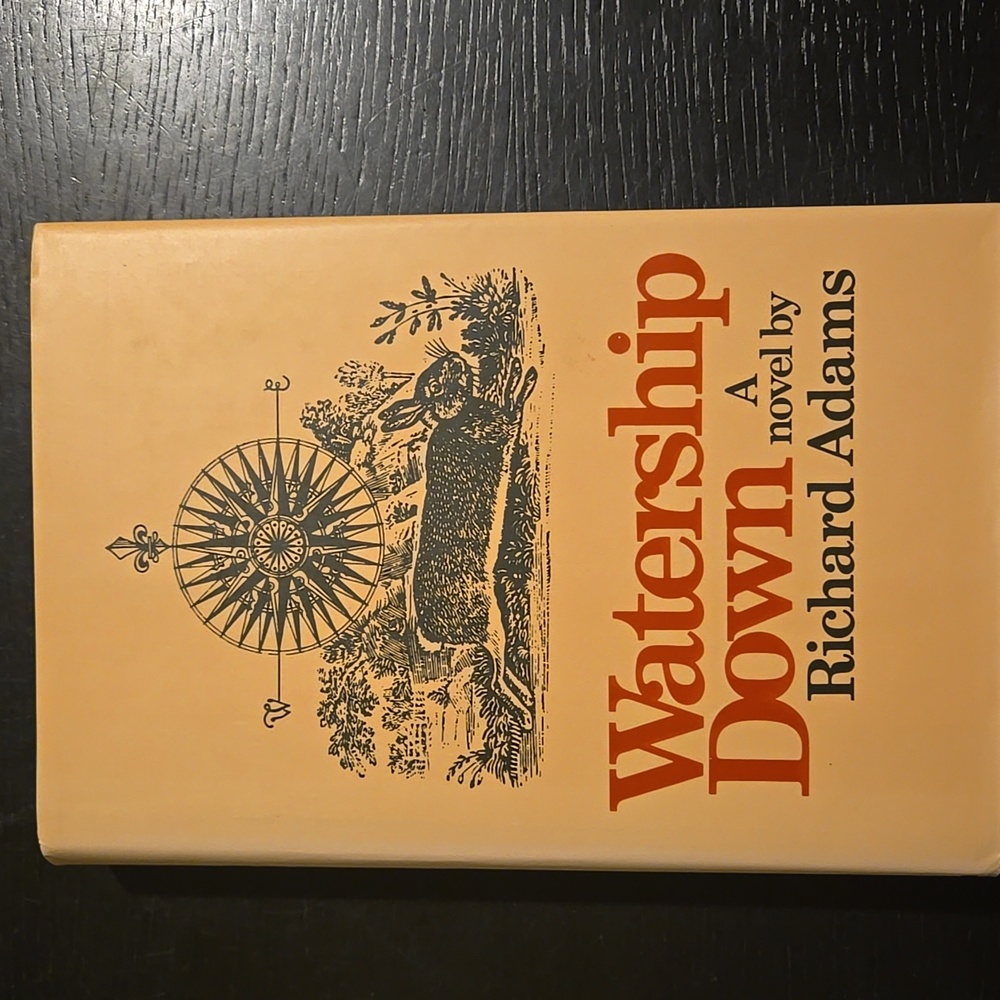 W E
Watership
Down A
novel by
Richard Adams